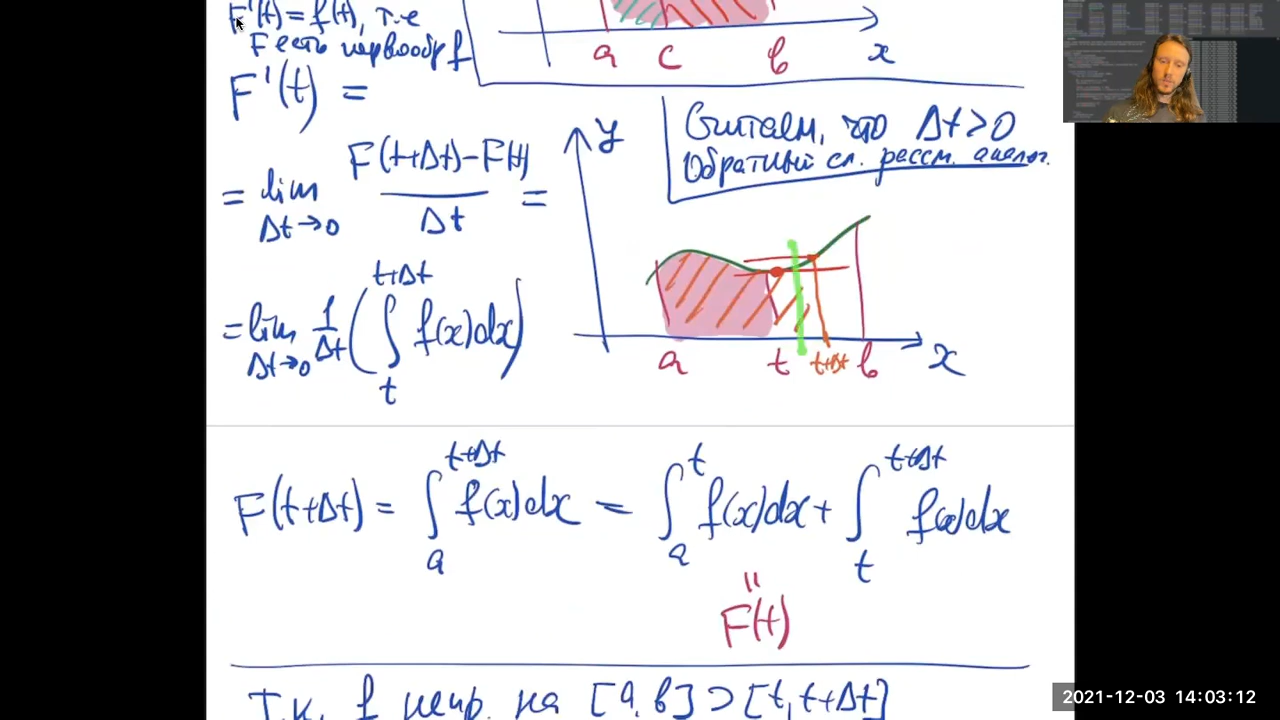 F'(t) = f(t), т.е
F есть первообр f
a c b x
F'(t) =
Считаем, что Δt>0
Обратный сл. рассм. аналог.
= lim Δt→0 F(t+Δt)-F(t) / Δt =
y
= lim Δt→0 1/Δt ( ∫ t t+Δt f(x)dx )
a t t+Δt b x
F(t+Δt) = ∫ a t+Δt f(x)dx = ∫ a t f(x)dx + ∫ t t+Δt f(x)dx
=
F(t)
Т.к. f непр. на [a, b] ⊃ [t, t+Δt]
2021-12-03 14:03:12